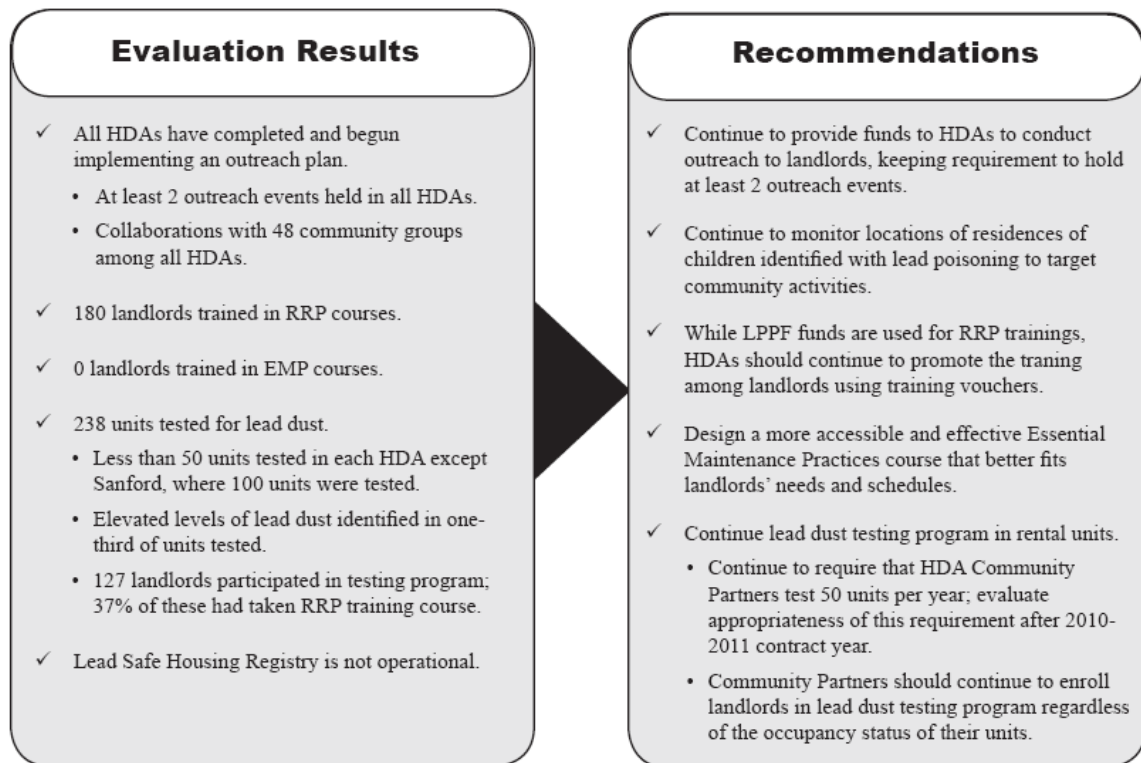 Evaluation Results
✓ All HDAs have completed and begun
implementing an outreach plan.
• At least 2 outreach events held in all HDAs.
• Collaborations with 48 community groups
among all HDAs.
✓ 180 landlords trained in RRP courses.
✓ 0 landlords trained in EMP courses.
✓ 238 units tested for lead dust.
• Less than 50 units tested in each HDA except
Sanford, where 100 units were tested.
• Elevated levels of lead dust identified in one-
third of units tested.
• 127 landlords participated in testing program;
37% of these had taken RRP training course.
✓ Lead Safe Housing Registry is not operational.
Recommendations
✓ Continue to provide funds to HDAs to conduct
outreach to landlords, keeping requirement to hold
at least 2 outreach events.
✓ Continue to monitor locations of residences of
children identified with lead poisoning to target
community activities.
✓ While LPPF funds are used for RRP trainings,
HDAs should continue to promote the traning
among landlords using training vouchers.
✓ Design a more accessible and effective Essential
Maintenance Practices course that better fits
landlords' needs and schedules.
✓ Continue lead dust testing program in rental units.
• Continue to require that HDA Community
Partners test 50 units per year; evaluate
appropriateness of this requirement after 2010-
2011 contract year.
• Community Partners should continue to enroll
landlords in lead dust testing program regardless
of the occupancy status of their units.